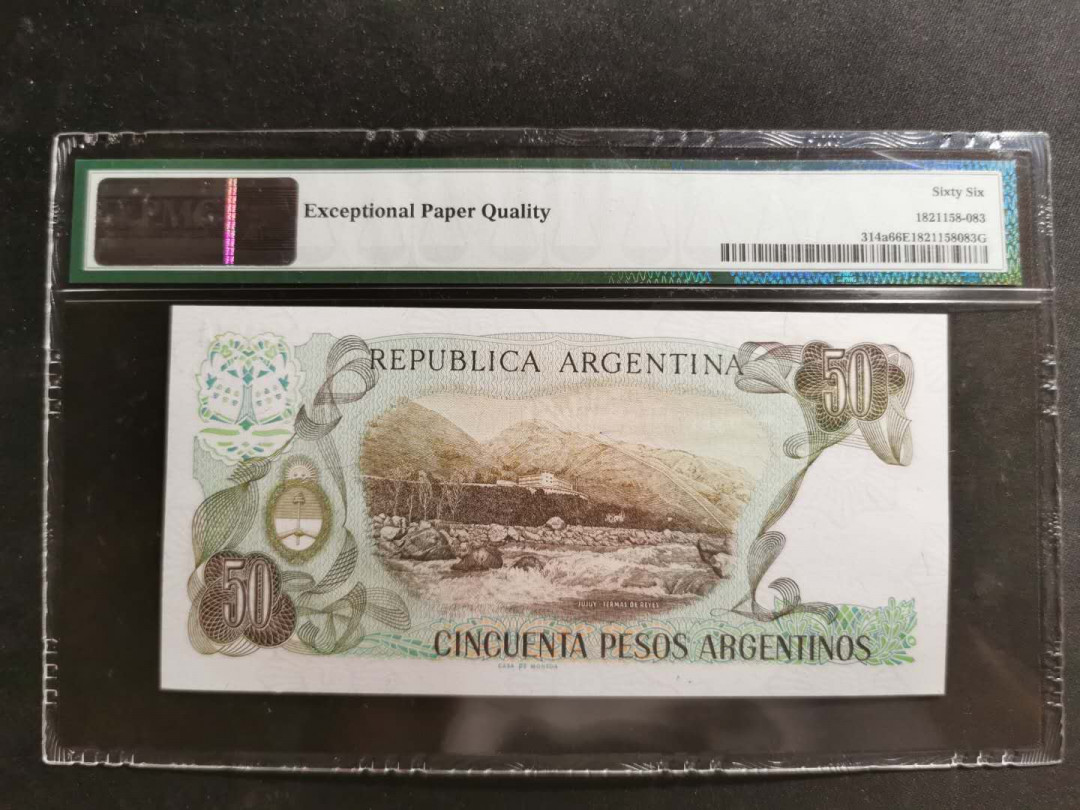 PMG
Exceptional Paper Quality
Sixty Six
1821158-083
314a66E1821158083G
REPUBLICA ARGENTINA
50
50
JUJUY - TERMAS DE REYES
CINCUENTA PESOS ARGENTINOS
CASA DE MONEDA